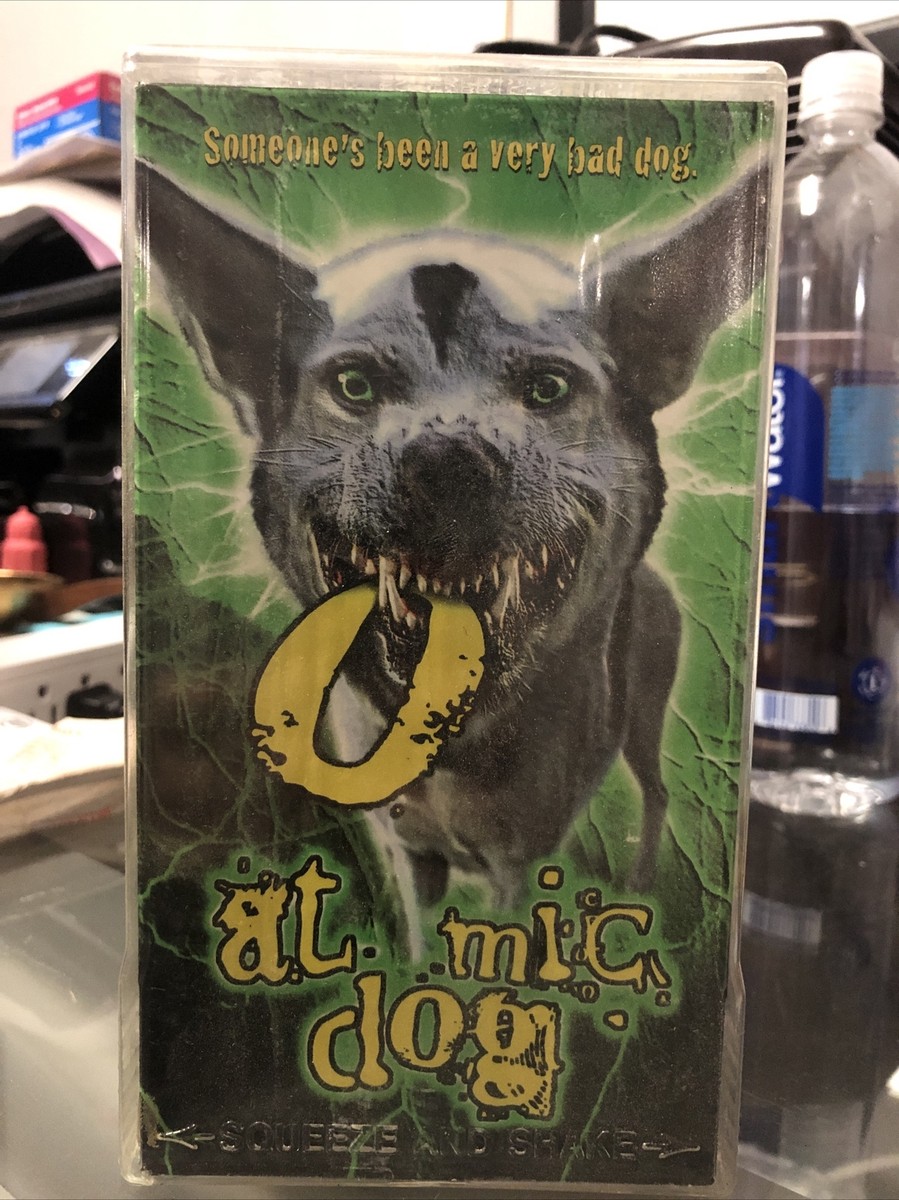 Someone's been a very bad dog.
O
at mic
dog
SQUEEZE AND SHAKE